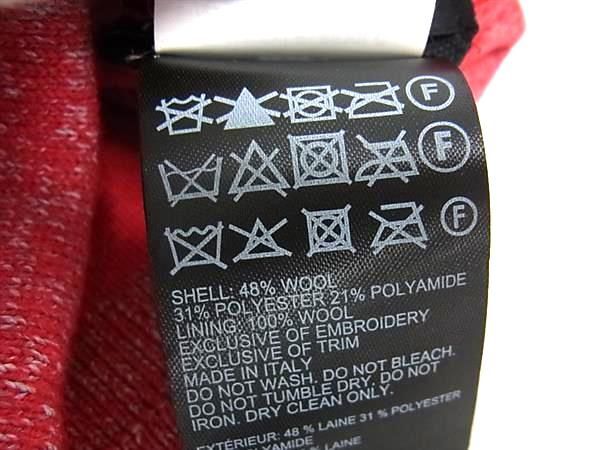 F
F
F
SHELL: 48% WOOL
31% POLYESTER 21% POLYAMIDE
LINING: 100% WOOL
EXCLUSIVE OF EMBROIDERY
EXCLUSIVE OF TRIM
MADE IN ITALY
DO NOT WASH. DO NOT BLEACH.
DO NOT TUMBLE DRY. DO NOT
IRON. DRY CLEAN ONLY.
EXTÉRIEUR: 48 % LAINE 31 % POLYESTER
POLYAMIDE
% LAINE